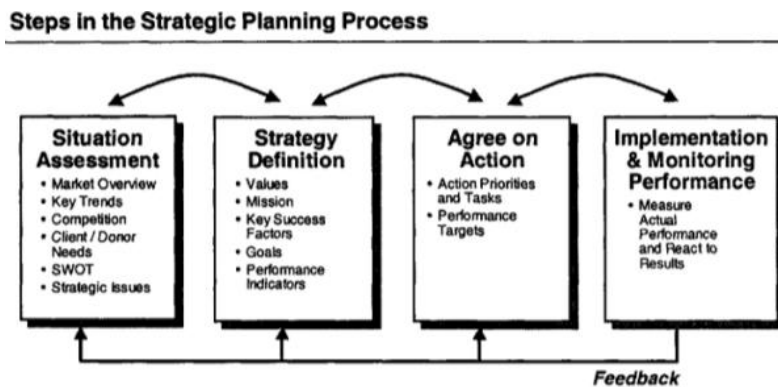 Steps in the Strategic Planning Process
Situation
Assessment
• Market Overview
• Key Trends
• Competition
• Client / Donor
Needs
• SWOT
• Strategic Issues
Strategy
Definition
• Values
• Mission
• Key Success
Factors
• Goals
• Performance
Indicators
Agree on
Action
• Action Priorities
and Tasks
• Performance
Targets
Implementation
& Monitoring
Performance
• Measure
Actual
Performance
and React to
Results
Feedback